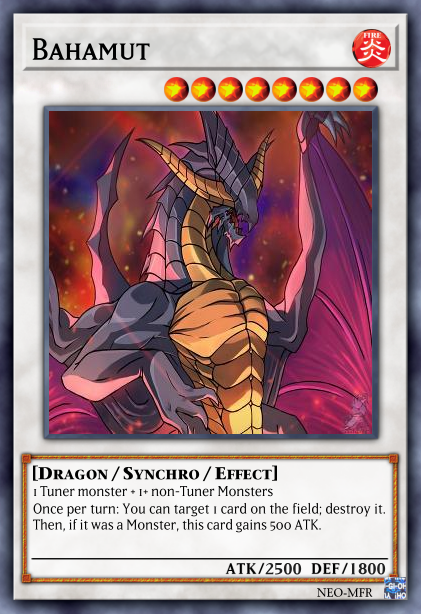 BAHAMUT
FIRE
炎
[DRAGON / SYNCHRO / EFFECT]
1 Tuner monster + 1+ non-Tuner Monsters
Once per turn: You can target 1 card on the field; destroy it.
Then, if it was a Monster, this card gains 500 ATK.
ATK/2500 DEF/1800
NEO-MFR